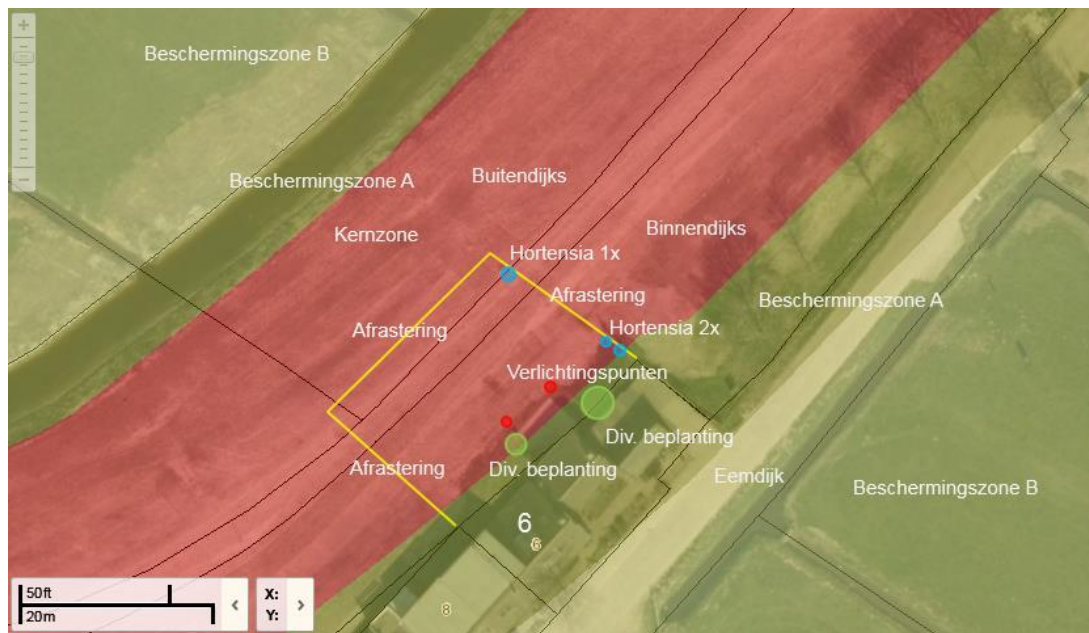 Beschermingszone B
Beschermingszone A
Buitendijks
Kernzone
Binnendijks
Hortensia 1x
Afrastering
Beschermingszone A
Afrastering
Hortensia 2x
Verlichtingspunten
Div. beplanting
Afrastering
Div. beplanting
Eemdijk
Beschermingszone B
6
6
8
50ft
20m
X:
Y: